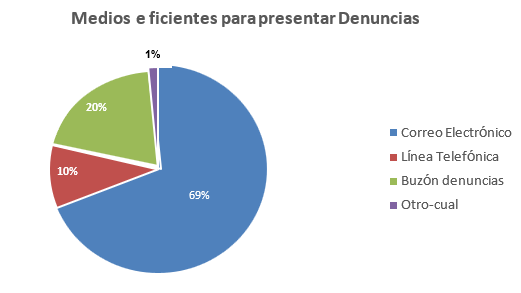 Medios e ficientes para presentar Denuncias
1%
20%
10%
69%
Correo Electrónico
Línea Telefónica
Buzón denuncias
Otro-cual